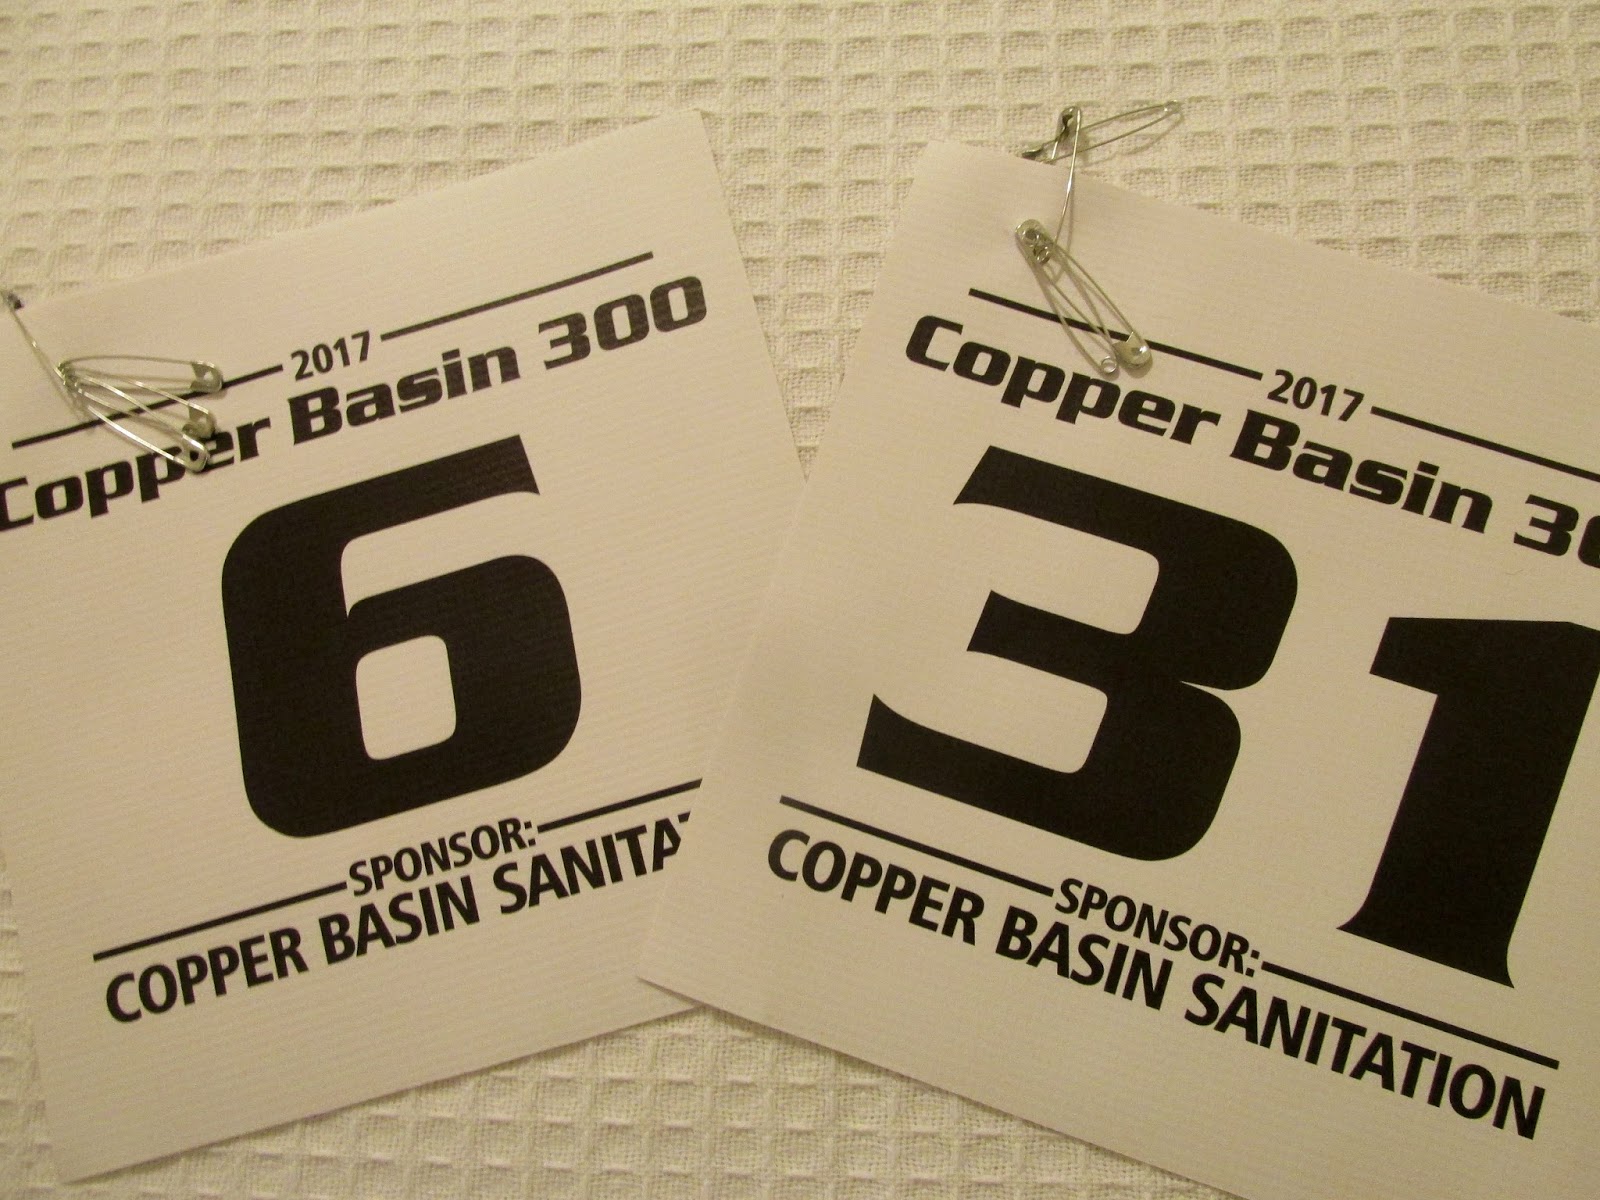 2017
Copper Basin 300
6
SPONSOR:
COPPER BASIN SANITAT
2017
Copper Basin 30
31
SPONSOR:
COPPER BASIN SANITATION